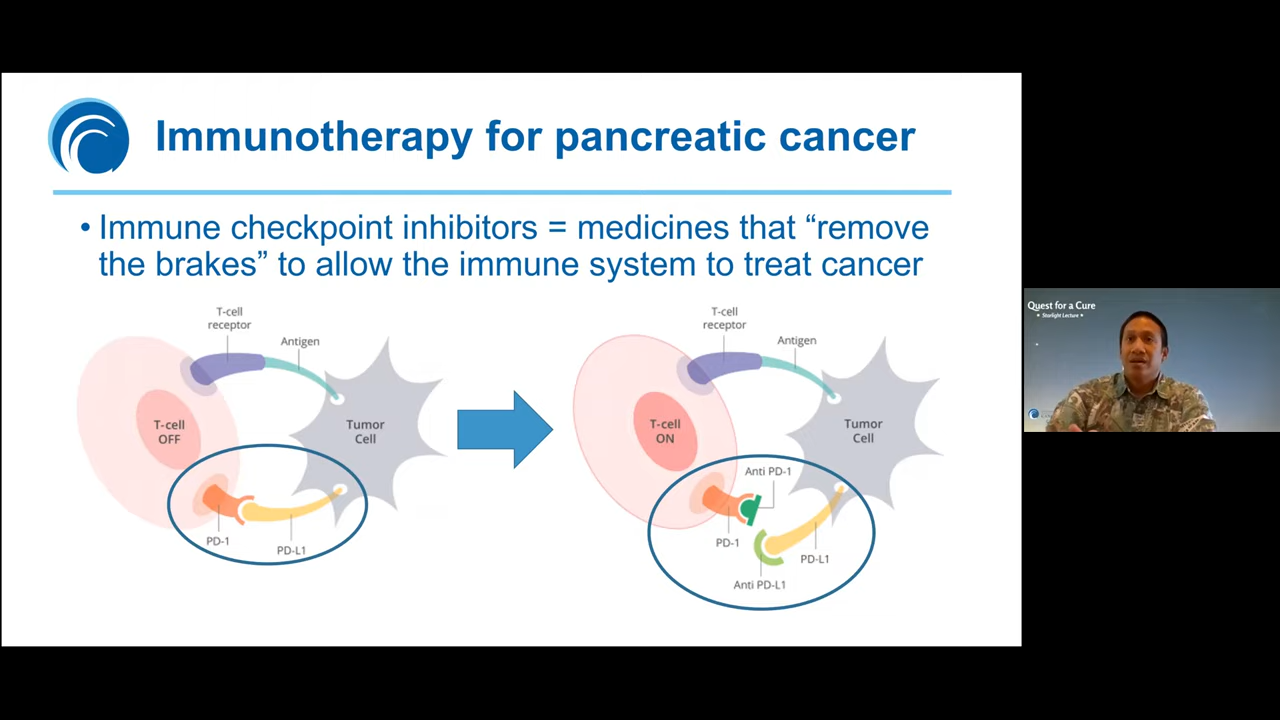 Immunotherapy for pancreatic cancer
• Immune checkpoint inhibitors = medicines that “remove
the brakes” to allow the immune system to treat cancer
T-cell
receptor
Antigen
T-cell
OFF
Tumor
Cell
PD-1
PD-L1
T-cell
receptor
Antigen
T-cell
ON
Tumor
Cell
Anti PD-1
PD-1
PD-L1
Anti PD-L1
Quest for a Cure
• Starlight Lecture •